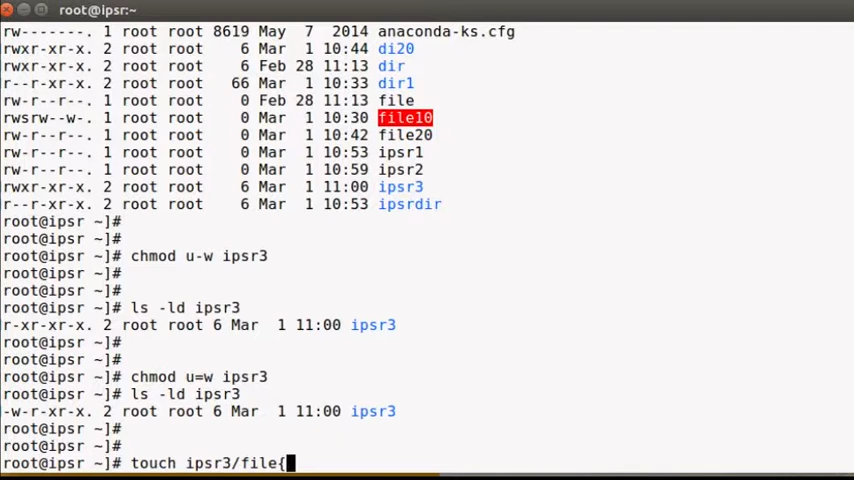 root@ipsr:~
rw-------. 1 root root 8619 May  7  2014 anaconda-ks.cfg
rwxr-xr-x. 2 root root    6 Mar  1 10:44 di20
rwxr-xr-x. 2 root root    6 Feb 28 11:13 dir
r--r-xr-x. 2 root root   66 Mar  1 10:33 dir1
rw-r--r--. 1 root root    0 Feb 28 11:13 file
rwsrw--w-. 1 root root    0 Mar  1 10:30 file10
rw-r--r--. 1 root root    0 Mar  1 10:42 file20
rw-r--r--. 1 root root    0 Mar  1 10:53 ipsr1
rw-r--r--. 1 root root    0 Mar  1 10:59 ipsr2
rwxr-xr-x. 2 root root    6 Mar  1 11:00 ipsr3
r--r-xr-x. 2 root root    6 Mar  1 10:53 ipsrdir
root@ipsr ~]#
root@ipsr ~]#
root@ipsr ~]# chmod u-w ipsr3
root@ipsr ~]#
root@ipsr ~]#
root@ipsr ~]# ls -ld ipsr3
r-xr-xr-x. 2 root root 6 Mar  1 11:00 ipsr3
root@ipsr ~]#
root@ipsr ~]#
root@ipsr ~]# chmod u=w ipsr3
root@ipsr ~]# ls -ld ipsr3
-w-r-xr-x. 2 root root 6 Mar  1 11:00 ipsr3
root@ipsr ~]#
root@ipsr ~]#
root@ipsr ~]# touch ipsr3/file{